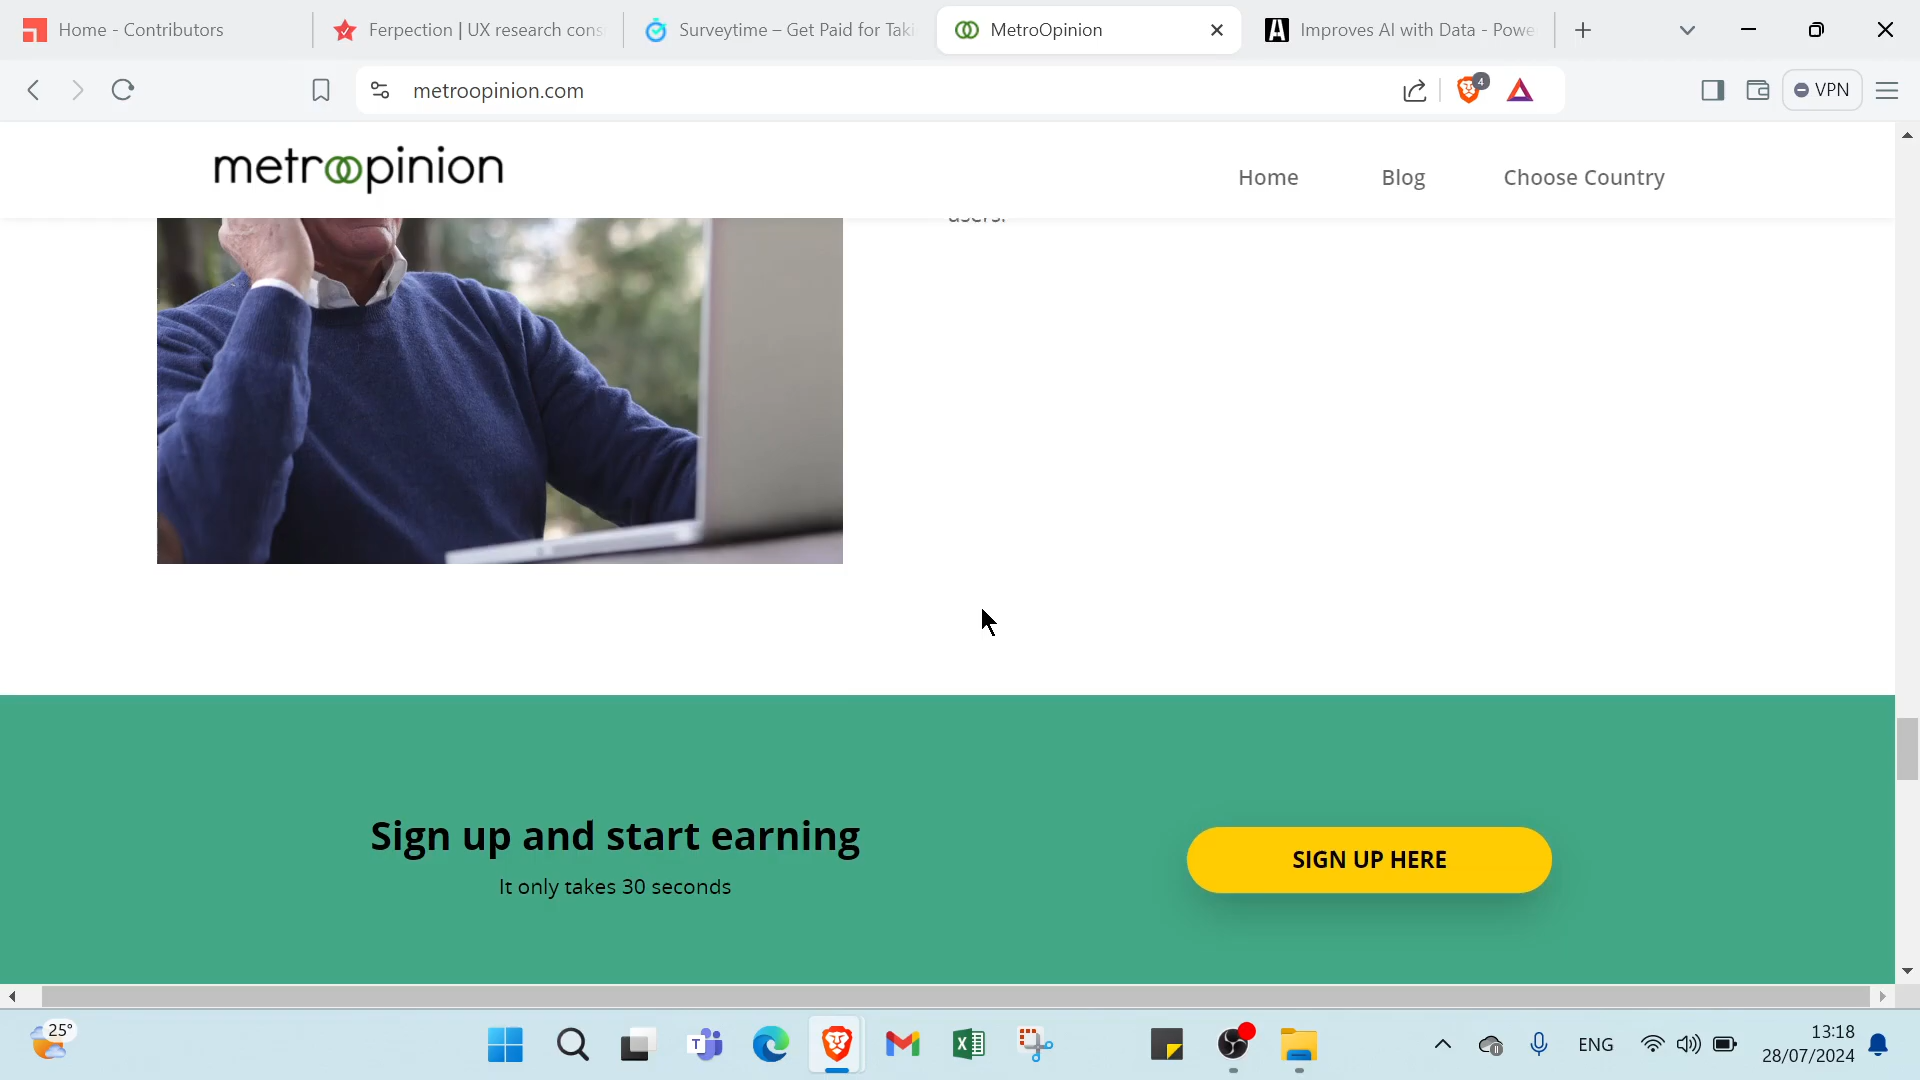 Home - Contributors
Ferpection | UX research cons
Surveytime – Get Paid for Taki
MetroOpinion
Improves AI with Data - Powe
metroopinion.com
4
VPN
metroopinion
Home
Blog
Choose Country
users.
Sign up and start earning
It only takes 30 seconds
SIGN UP HERE
25°
ENG
13:18
28/07/2024